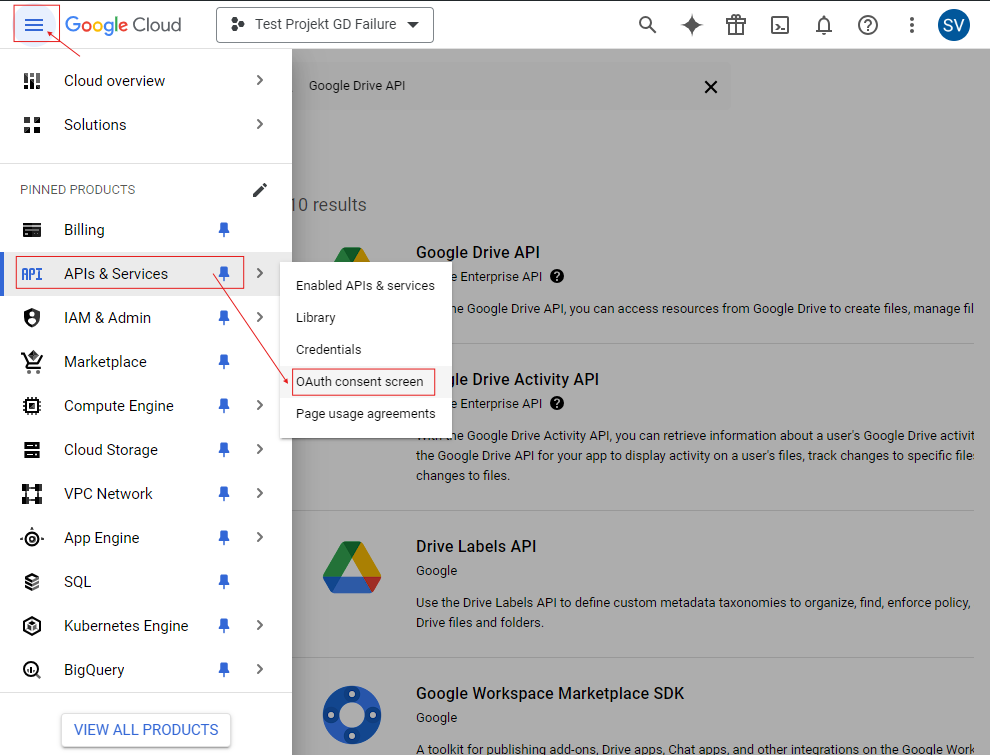 Google Cloud
Test Projekt GD Failure
SV
Cloud overview
Solutions
PINNED PRODUCTS
Billing
API APIs & Services
IAM & Admin
Marketplace
Compute Engine
Cloud Storage
VPC Network
App Engine
SQL
Kubernetes Engine
BigQuery
VIEW ALL PRODUCTS
Enabled APIs & services
Library
Credentials
OAuth consent screen
Page usage agreements
Google Drive API
10 results
Google Drive API
Enterprise API
the Google Drive API, you can access resources from Google Drive to create files, manage fil
gle Drive Activity API
Enterprise API
With the Google Drive Activity API, you can retrieve information about a user's Google Drive activit
the Google Drive API for your app to display activity on a user's files, track changes to specific files
changes to files.
Drive Labels API
Google
Use the Drive Labels API to define custom metadata taxonomies to organize, find, enforce policy,
Drive files and folders.
Google Workspace Marketplace SDK
Google
A toolkit for publishing add-ons, Drive apps, Chat apps, and other integrations on the Google Work